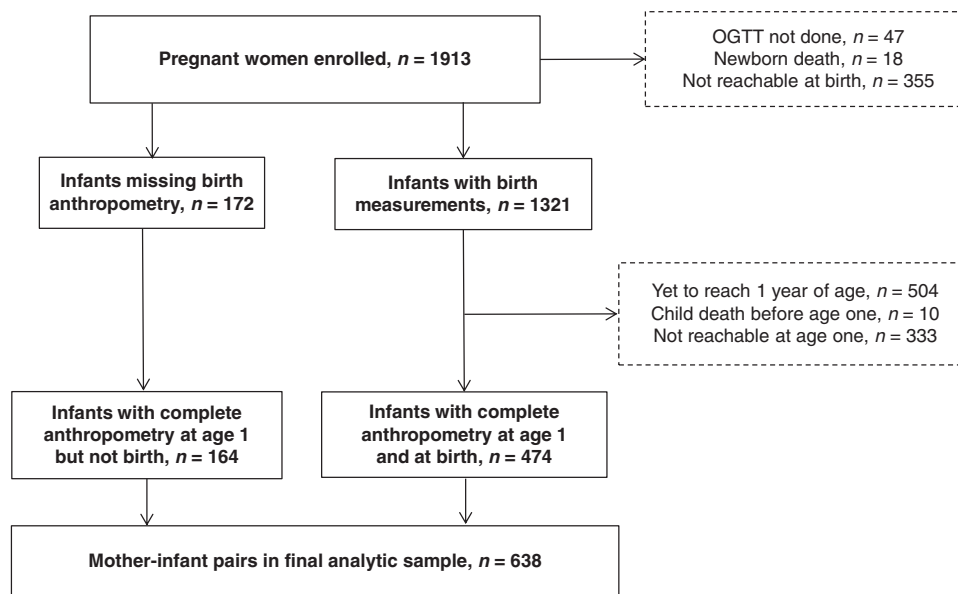 Pregnant women enrolled, n = 1913
OGTT not done, n = 47
Newborn death, n = 18
Not reachable at birth, n = 355
Infants missing birth
anthropometry, n = 172
Infants with birth
measurements, n = 1321
Yet to reach 1 year of age, n = 504
Child death before age one, n = 10
Not reachable at age one, n = 333
Infants with complete
anthropometry at age 1
but not birth, n = 164
Infants with complete
anthropometry at age 1
and at birth, n = 474
Mother-infant pairs in final analytic sample, n = 638